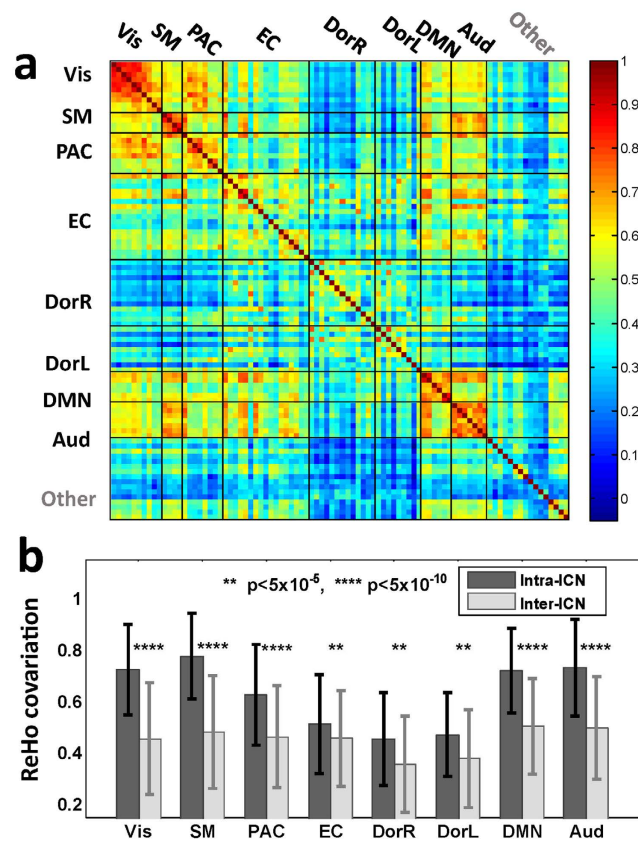 a
Vis SM PAC EC DorR DorL DMN Aud Other
Vis
SM
PAC
EC
DorR
DorL
DMN
Aud
Other
1
0.9
0.8
0.7
0.6
0.5
0.4
0.3
0.2
0.1
0
b
** p<5x10⁻⁵, **** p<5x10⁻¹⁰
Intra-ICN
Inter-ICN
ReHo covariation
1
0.8
0.6
0.4
0.2
**** **** **** ** ** ** **** ****
Vis SM PAC EC DorR DorL DMN Aud